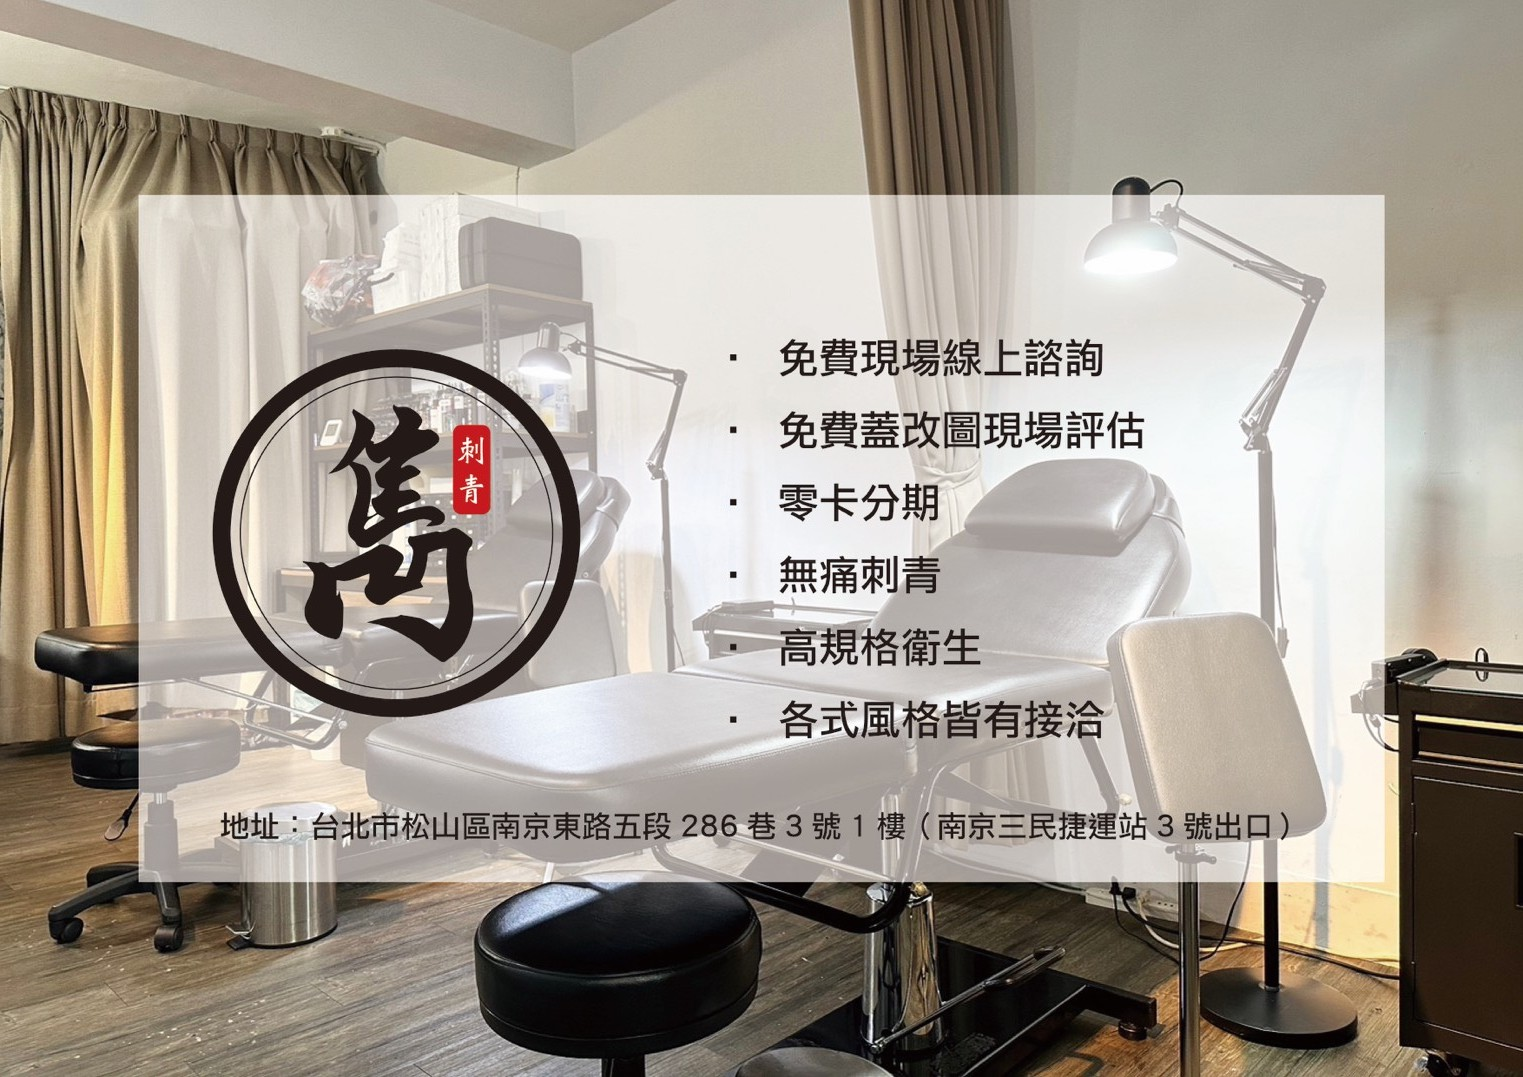 雋
刺青
· 免費現場線上諮詢
· 免費蓋改圖現場評估
· 零卡分期
· 無痛刺青
· 高規格衛生
· 各式風格皆有接洽
地址：台北市松山區南京東路五段 286 巷 3 號 1 樓（南京三民捷運站 3 號出口）